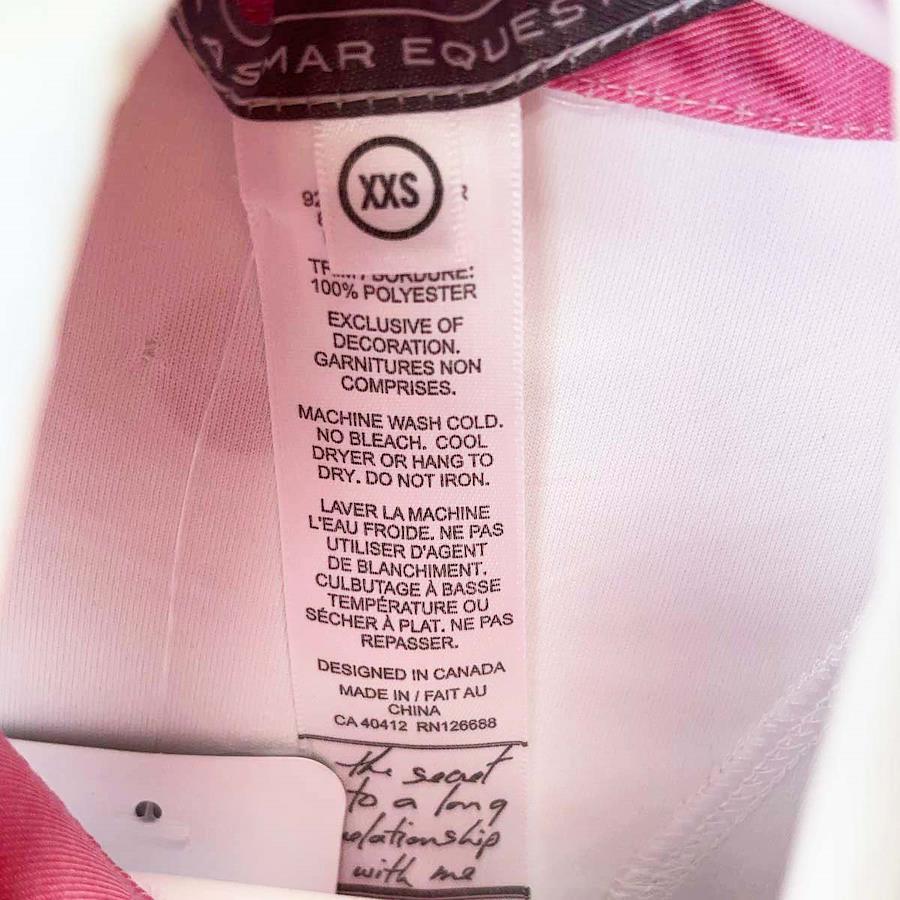 ASMAR EQUES
XXS
100% POLYESTER
EXCLUSIVE OF
DECORATION.
GARNITURES NON
COMPRISES.
MACHINE WASH COLD.
NO BLEACH. COOL
DRYER OR HANG TO
DRY. DO NOT IRON.
LAVER LA MACHINE
L'EAU FROIDE. NE PAS
UTILISER D'AGENT
DE BLANCHIMENT.
CULBUTAGE À BASSE
TEMPÉRATURE OU
SÉCHER À PLAT. NE PAS
REPASSER.
DESIGNED IN CANADA
MADE IN / FAIT AU
CHINA
CA 40412 RN126688
the secret
to a long
relationship
with me